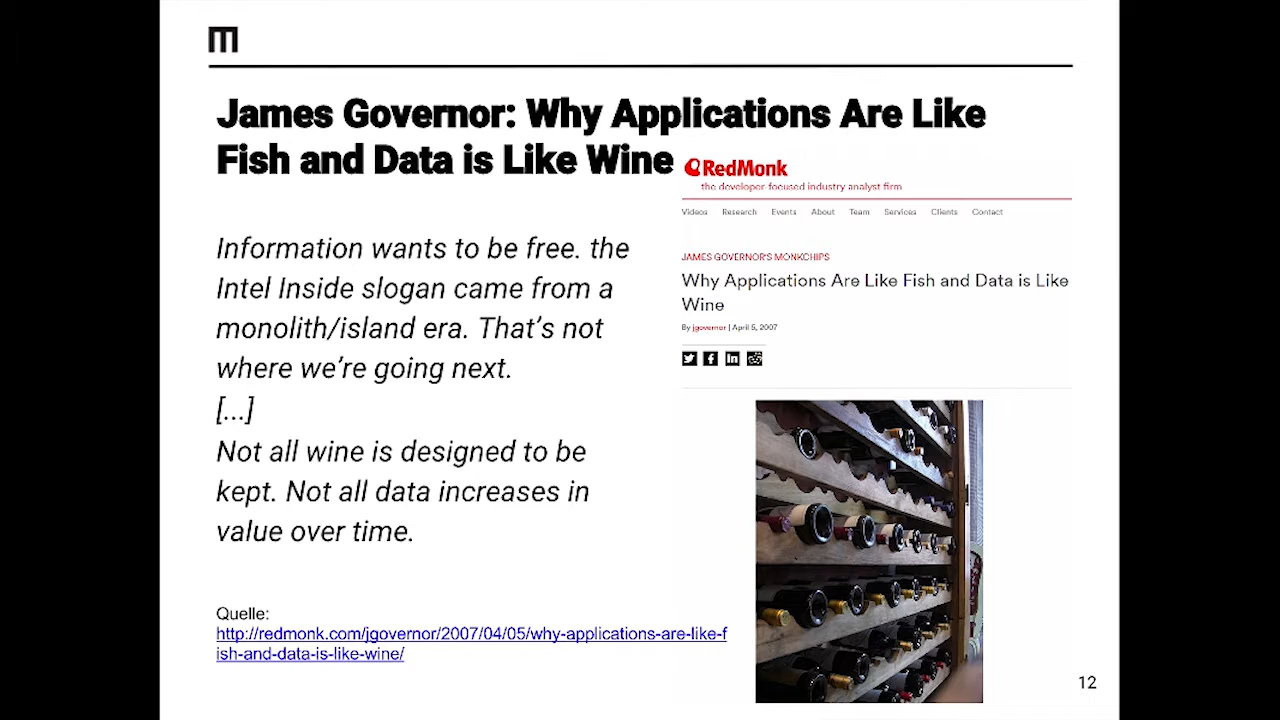 m
James Governor: Why Applications Are Like
Fish and Data is Like Wine
RedMonk
the developer-focused industry analyst firm
Videos Research Events About Team Services Clients Contact
JAMES GOVERNOR'S MONKCHIPS
Why Applications Are Like Fish and Data is Like
Wine
By jgovernor | April 5, 2007
Information wants to be free. the
Intel Inside slogan came from a
monolith/island era. That's not
where we're going next.
[...]
Not all wine is designed to be
kept. Not all data increases in
value over time.
Quelle:
http://redmonk.com/jgovernor/2007/04/05/why-applications-are-like-f
ish-and-data-is-like-wine/
12